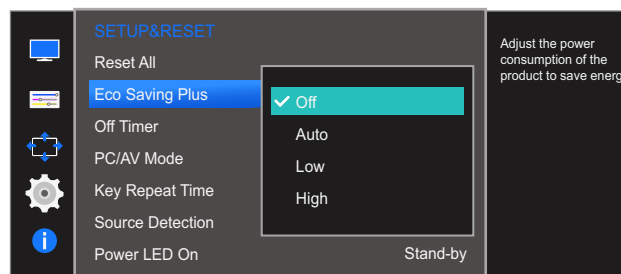 SETUP&RESET
Reset All
Eco Saving Plus
Off Timer
PC/AV Mode
Key Repeat Time
Source Detection
Power LED On
Stand-by
Off
Auto
Low
High
Adjust the power
consumption of the
product to save energ